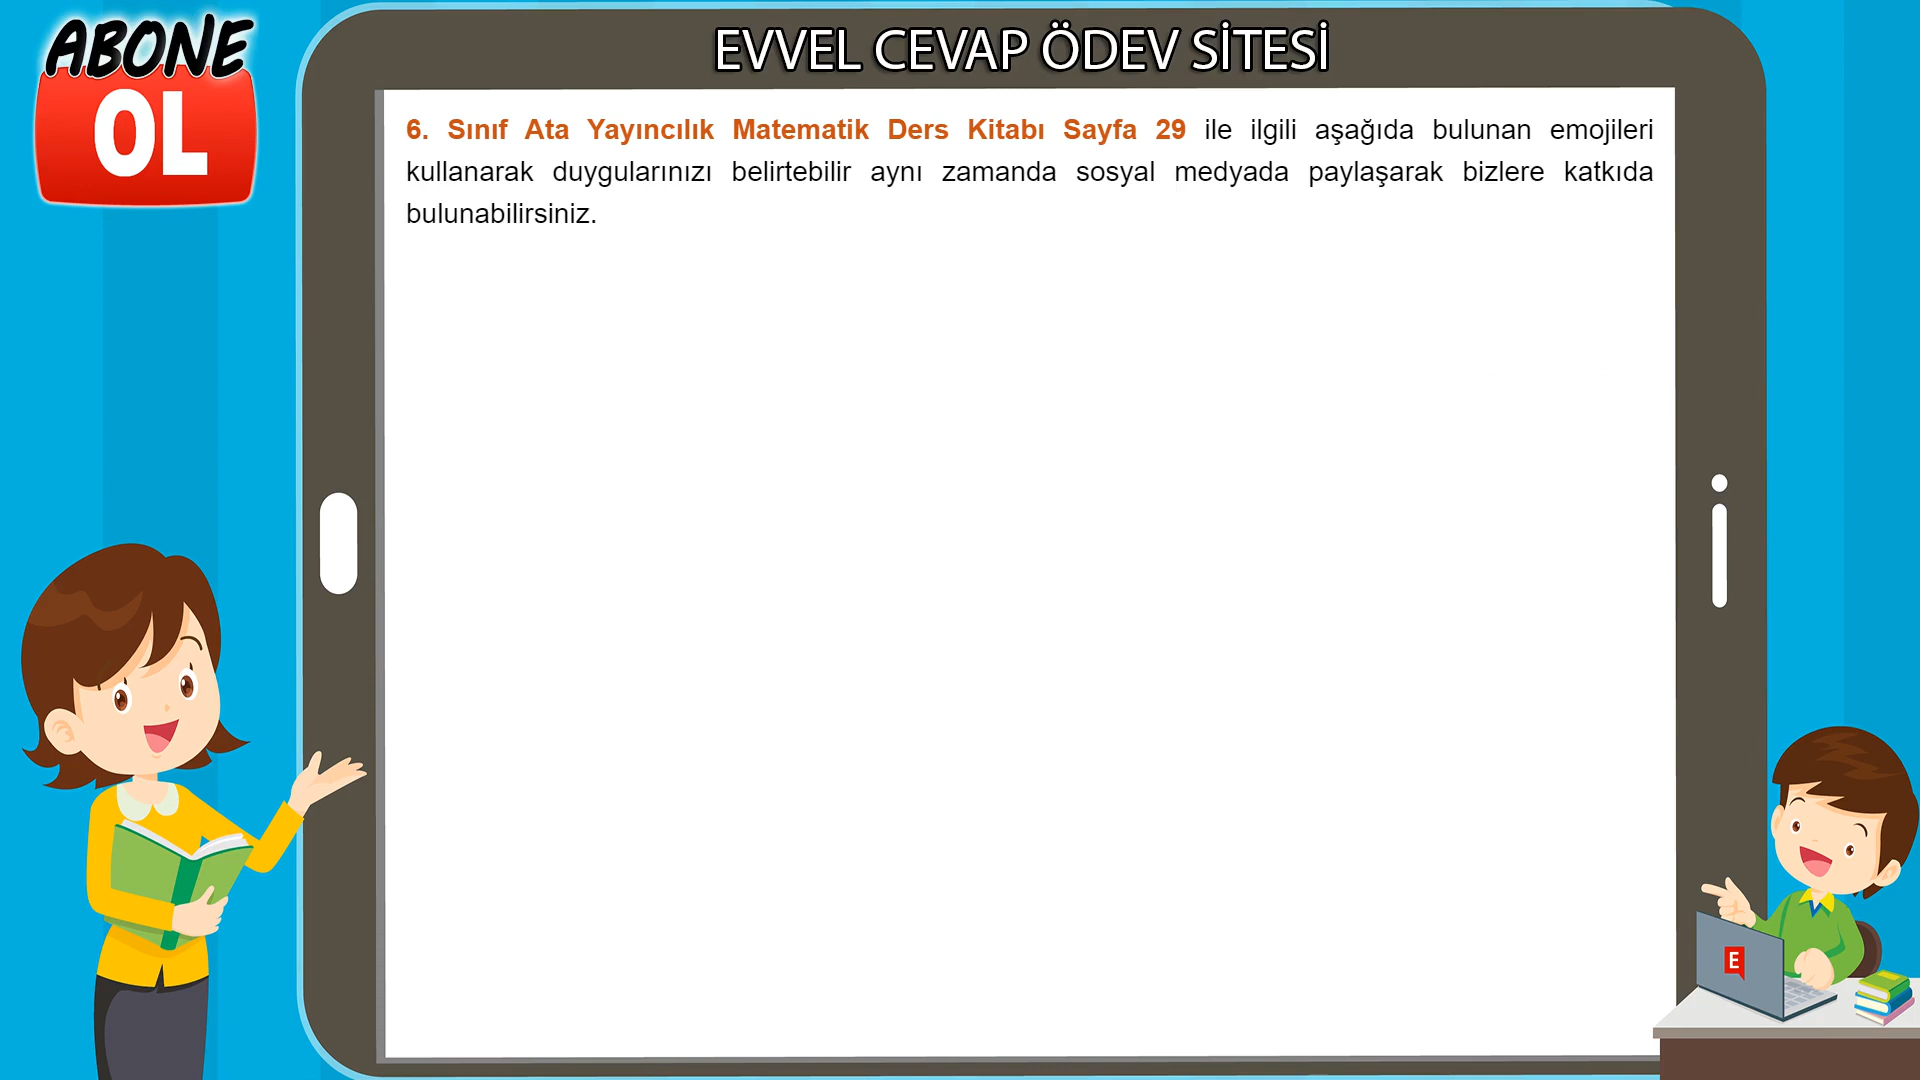 ABONE
OL
EVVEL CEVAP ÖDEV SİTESİ
6. Sınıf Ata Yayıncılık Matematik Ders Kitabı Sayfa 29 ile ilgili aşağıda bulunan emojileri
kullanarak duygularınızı belirtebilir aynı zamanda sosyal medyada paylaşarak bizlere katkıda
bulunabilirsiniz.
E